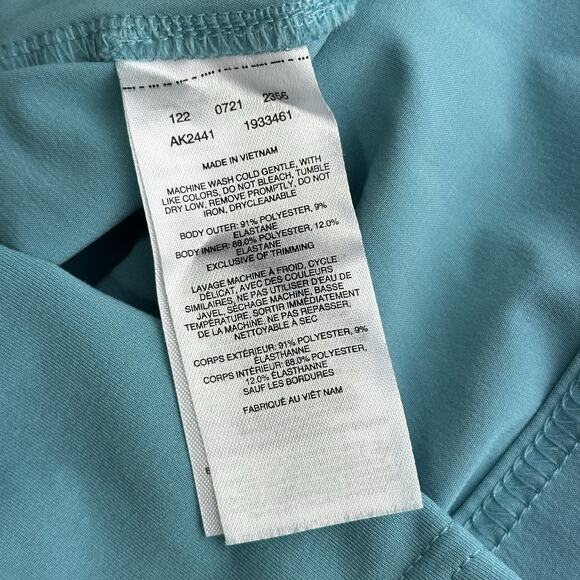 122 0721 2356
AK2441 1933461
MADE IN VIETNAM
MACHINE WASH COLD GENTLE, WITH
LIKE COLORS, DO NOT BLEACH, TUMBLE
DRY LOW, REMOVE PROMPTLY, DO NOT
IRON, DRYCLEANABLE
BODY OUTER: 91% POLYESTER, 9%
ELASTANE
BODY INNER: 88.0% POLYESTER, 12.0%
ELASTANE
EXCLUSIVE OF TRIMMING
LAVAGE MACHINE À FROID, CYCLE
DÉLICAT, AVEC DES COULEURS
SIMILAIRES, NE PAS UTILISER D'EAU DE
JAVEL, SÉCHAGE MACHINE, BASSE
TEMPÉRATURE. SORTIR IMMÉDIATEMENT
DE LA MACHINE, NE PAS REPASSER,
NETTOYABLE À SEC
CORPS EXTÉRIEUR: 91% POLYESTER, 9%
ÉLASTHANNE
CORPS INTÉRIEUR: 88.0% POLYESTER,
12.0% ÉLASTHANNE
SAUF LES BORDURES
FABRIQUÉ AU VIÊT NAM